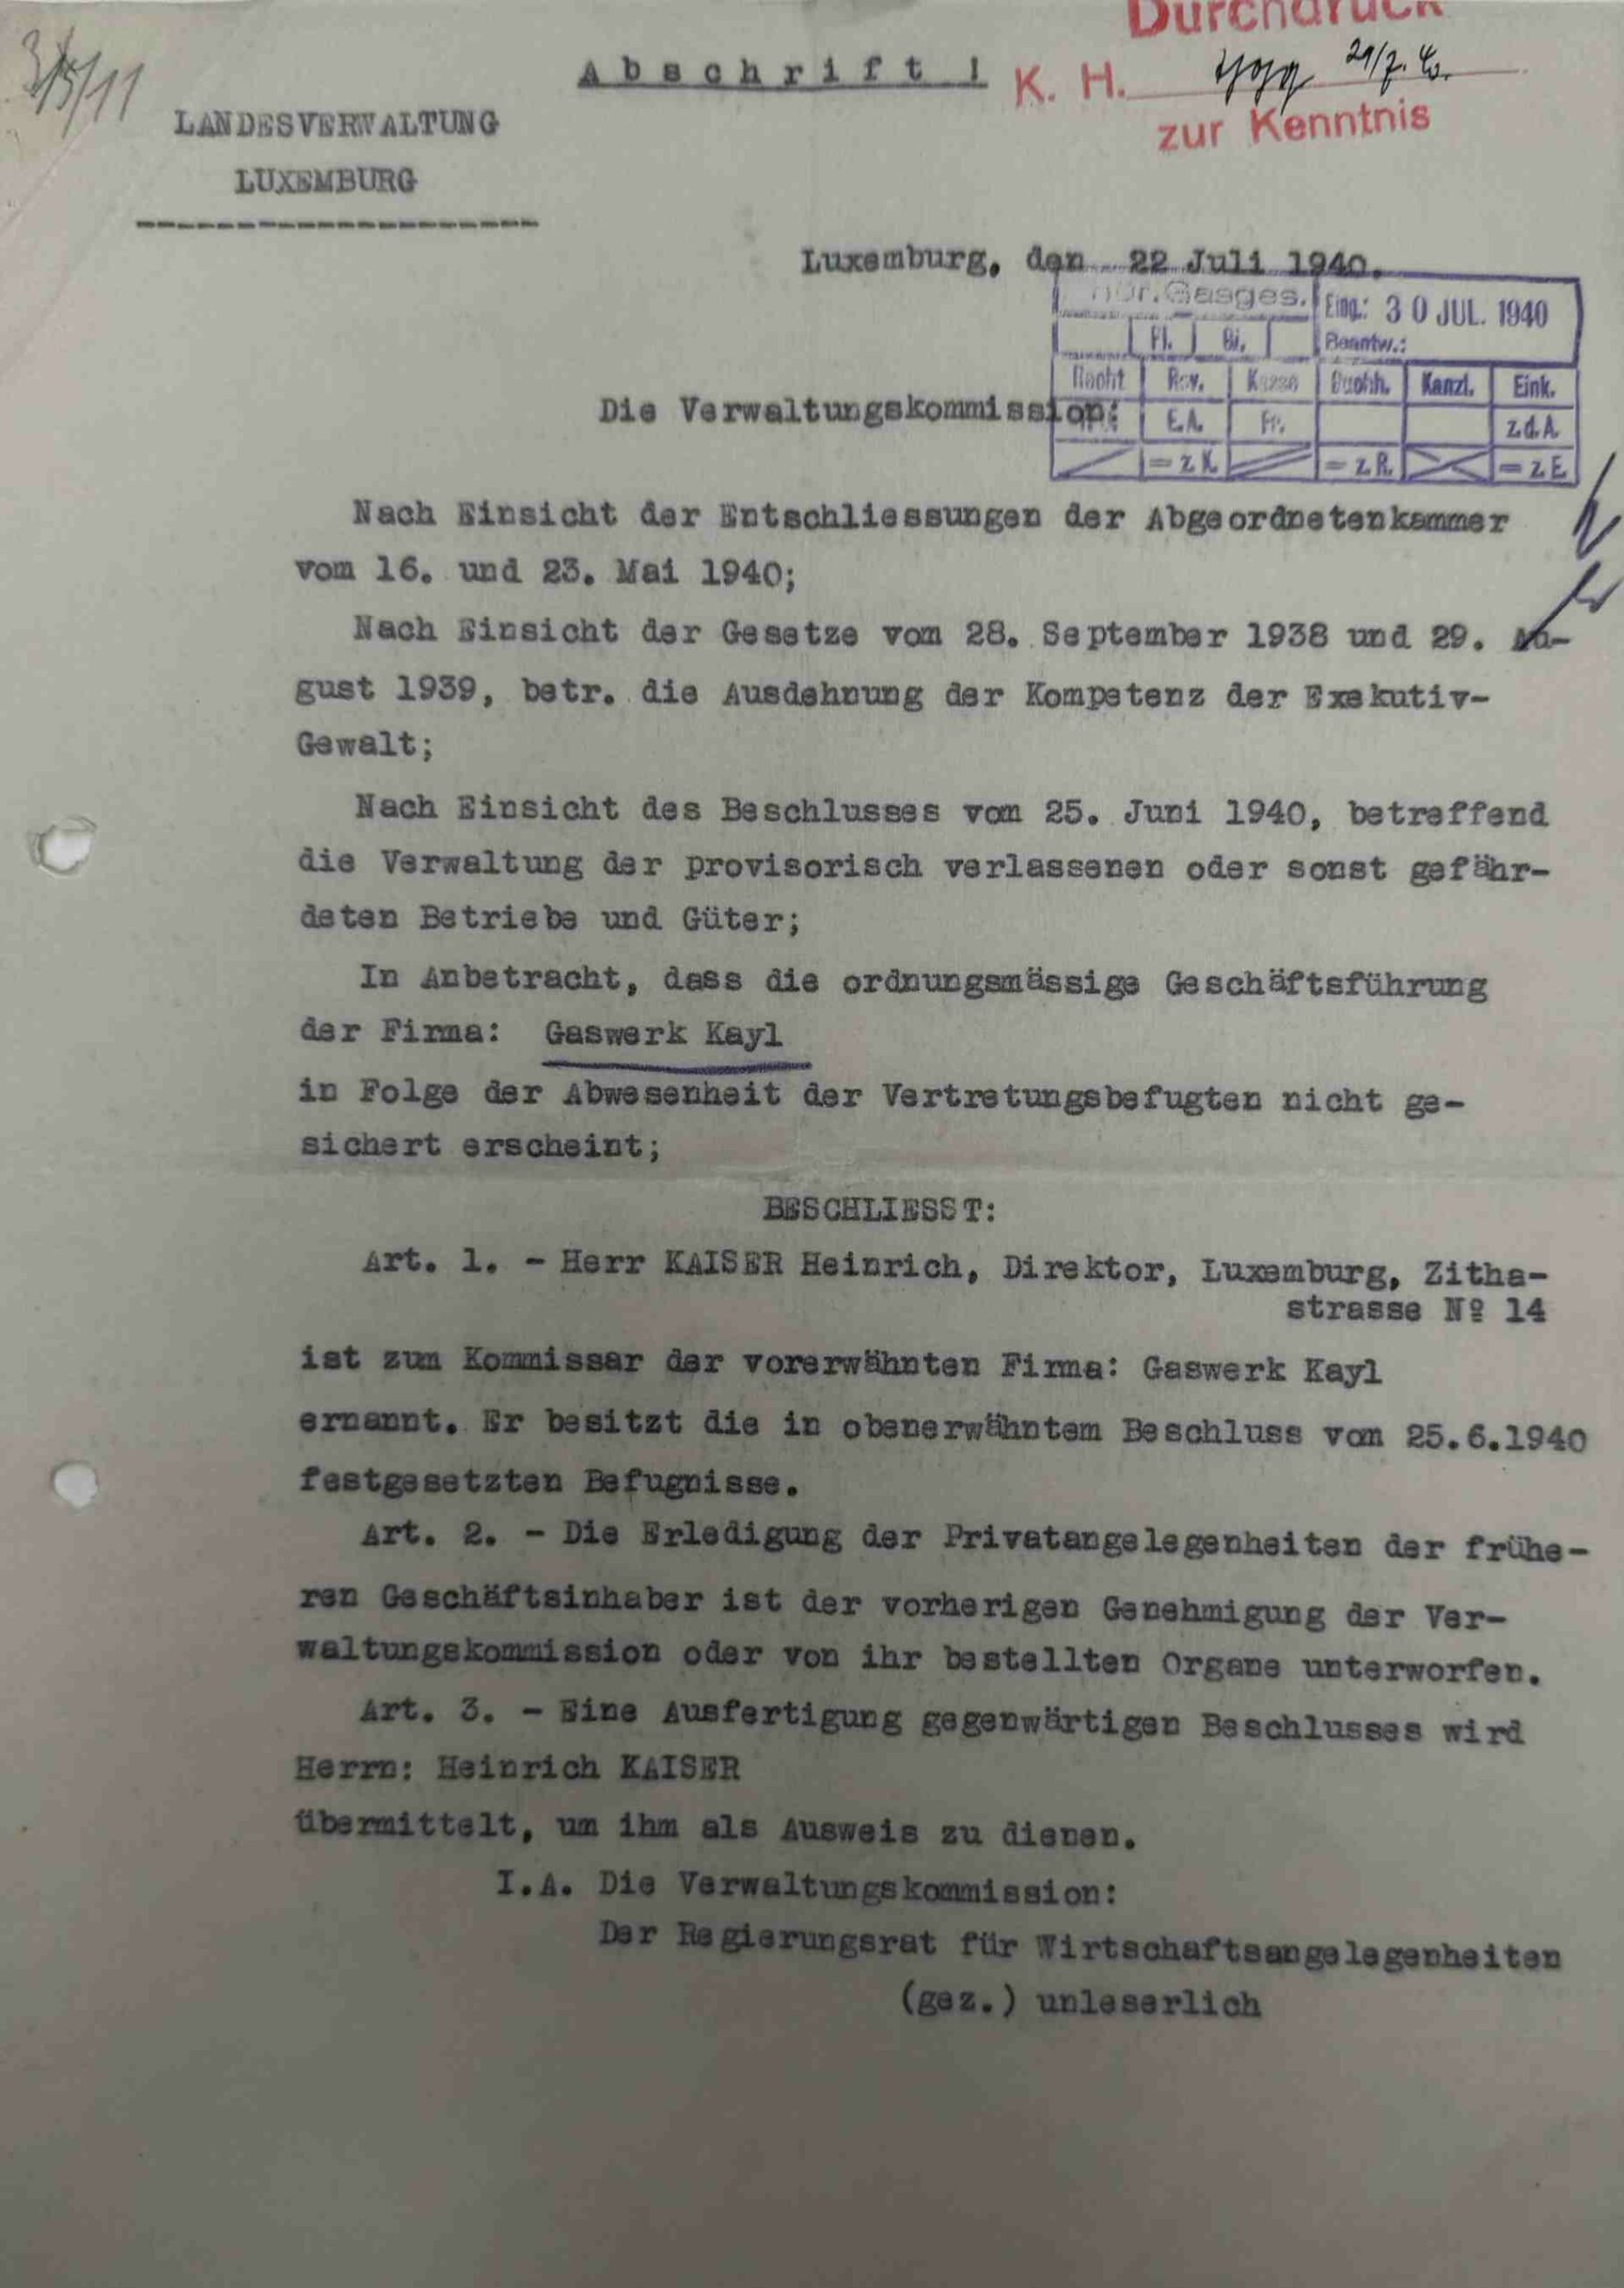 Durchdruck
Abschrift!
K. H. 29/7. 40.
zur Kenntnis
LANDESVERWALTUNG
LUXEMBURG
Luxemburg, den 22 Juli 1940.
Gasges. Eing.: 30 JUL. 1940
Pl. Bi. Beantw.:
Recht Rev. Kasse Buchh. Kanzl. Eink.
Die Verwaltungskommission:
E.A. Fr. z.d.A.
= z.K. = z.R. = z.E.
Nach Einsicht der Entschliessungen der Abgeordnetenkammer
vom 16. und 23. Mai 1940;
Nach Einsicht der Gesetze vom 28. September 1938 und 29. Au-
gust 1939, betr. die Ausdehnung der Kompetenz der Exekutiv-
Gewalt;
Nach Einsicht des Beschlusses vom 25. Juni 1940, betreffend
die Verwaltung der provisorisch verlassenen oder sonst gefähr-
deten Betriebe und Güter;
In Anbetracht, dass die ordnungsmässige Geschäftsführung
der Firma: Gaswerk Kayl
in Folge der Abwesenheit der Vertretungsbefugten nicht ge-
sichert erscheint;
BESCHLIESST:
Art. 1. - Herr KAISER Heinrich, Direktor, Luxemburg, Zitha-
strasse Nº 14
ist zum Kommissar der vorerwähnten Firma: Gaswerk Kayl
ernannt. Er besitzt die in obenerwähntem Beschluss vom 25.6.1940
festgesetzten Befugnisse.
Art. 2. - Die Erledigung der Privatangelegenheiten der frühe-
ren Geschäftsinhaber ist der vorherigen Genehmigung der Ver-
waltungskommission oder von ihr bestellten Organe unterworfen.
Art. 3. - Eine Ausfertigung gegenwärtigen Beschlusses wird
Herrn: Heinrich KAISER
übermittelt, um ihm als Ausweis zu dienen.
I.A. Die Verwaltungskommission:
Der Regierungsrat für Wirtschaftsangelegenheiten
(gez.) unleserlich